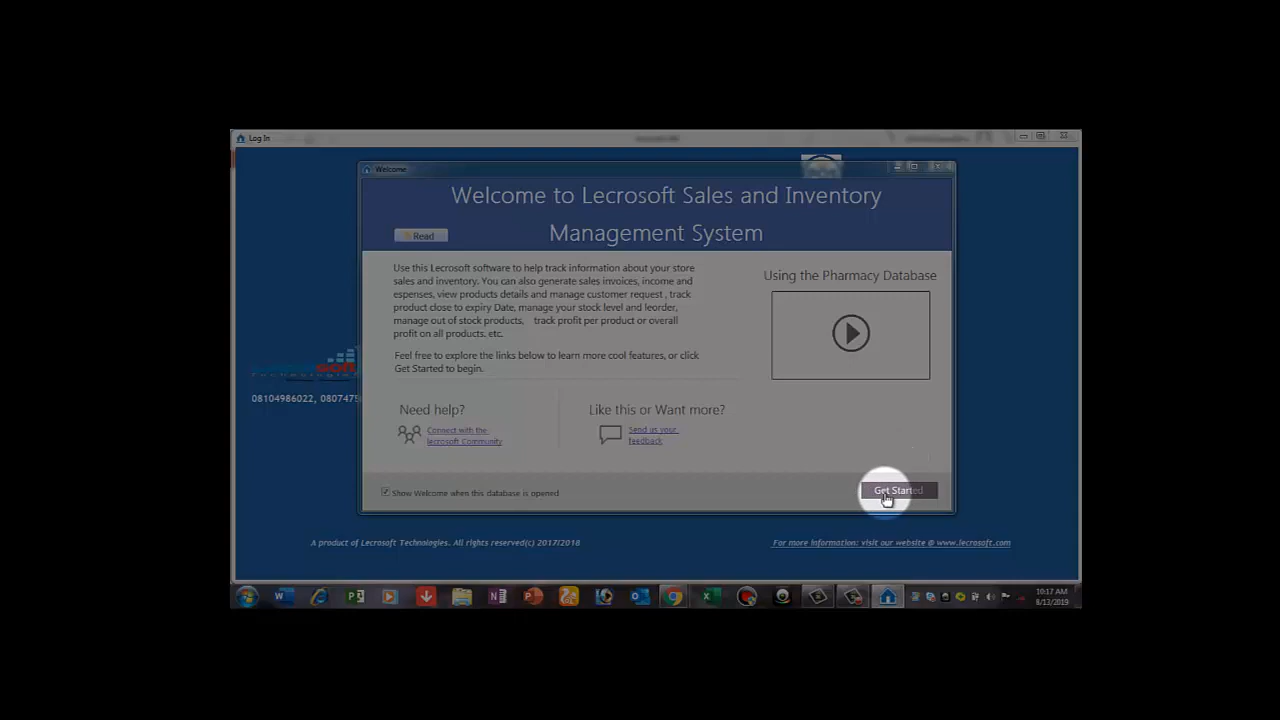 Log In
Welcome
Welcome to Lecrosoft Sales and Inventory
Management System
Read
Use this Lecrosoft software to help track information about your store
sales and inventory. You can also generate sales invoices, income and
espenses, view products details and manage customer request , track
product close to expiry Date, manage your stock level and leorder,
manage out of stock products, track profit per product or overall
profit on all products. etc.
Feel free to explore the links below to learn more cool features, or click
Get Started to begin.
Using the Pharmacy Database
Need help?
Connect with the
lecrosoft Community
Like this or Want more?
Send us your
feedback
Show Welcome when this database is opened
Get Started
08104986022, 080747
A product of Lecrosoft Technologies. All rights reserved(c) 2017/2018
For more information: visit our website @ www.lecrosoft.com
10:17 AM
8/13/2019